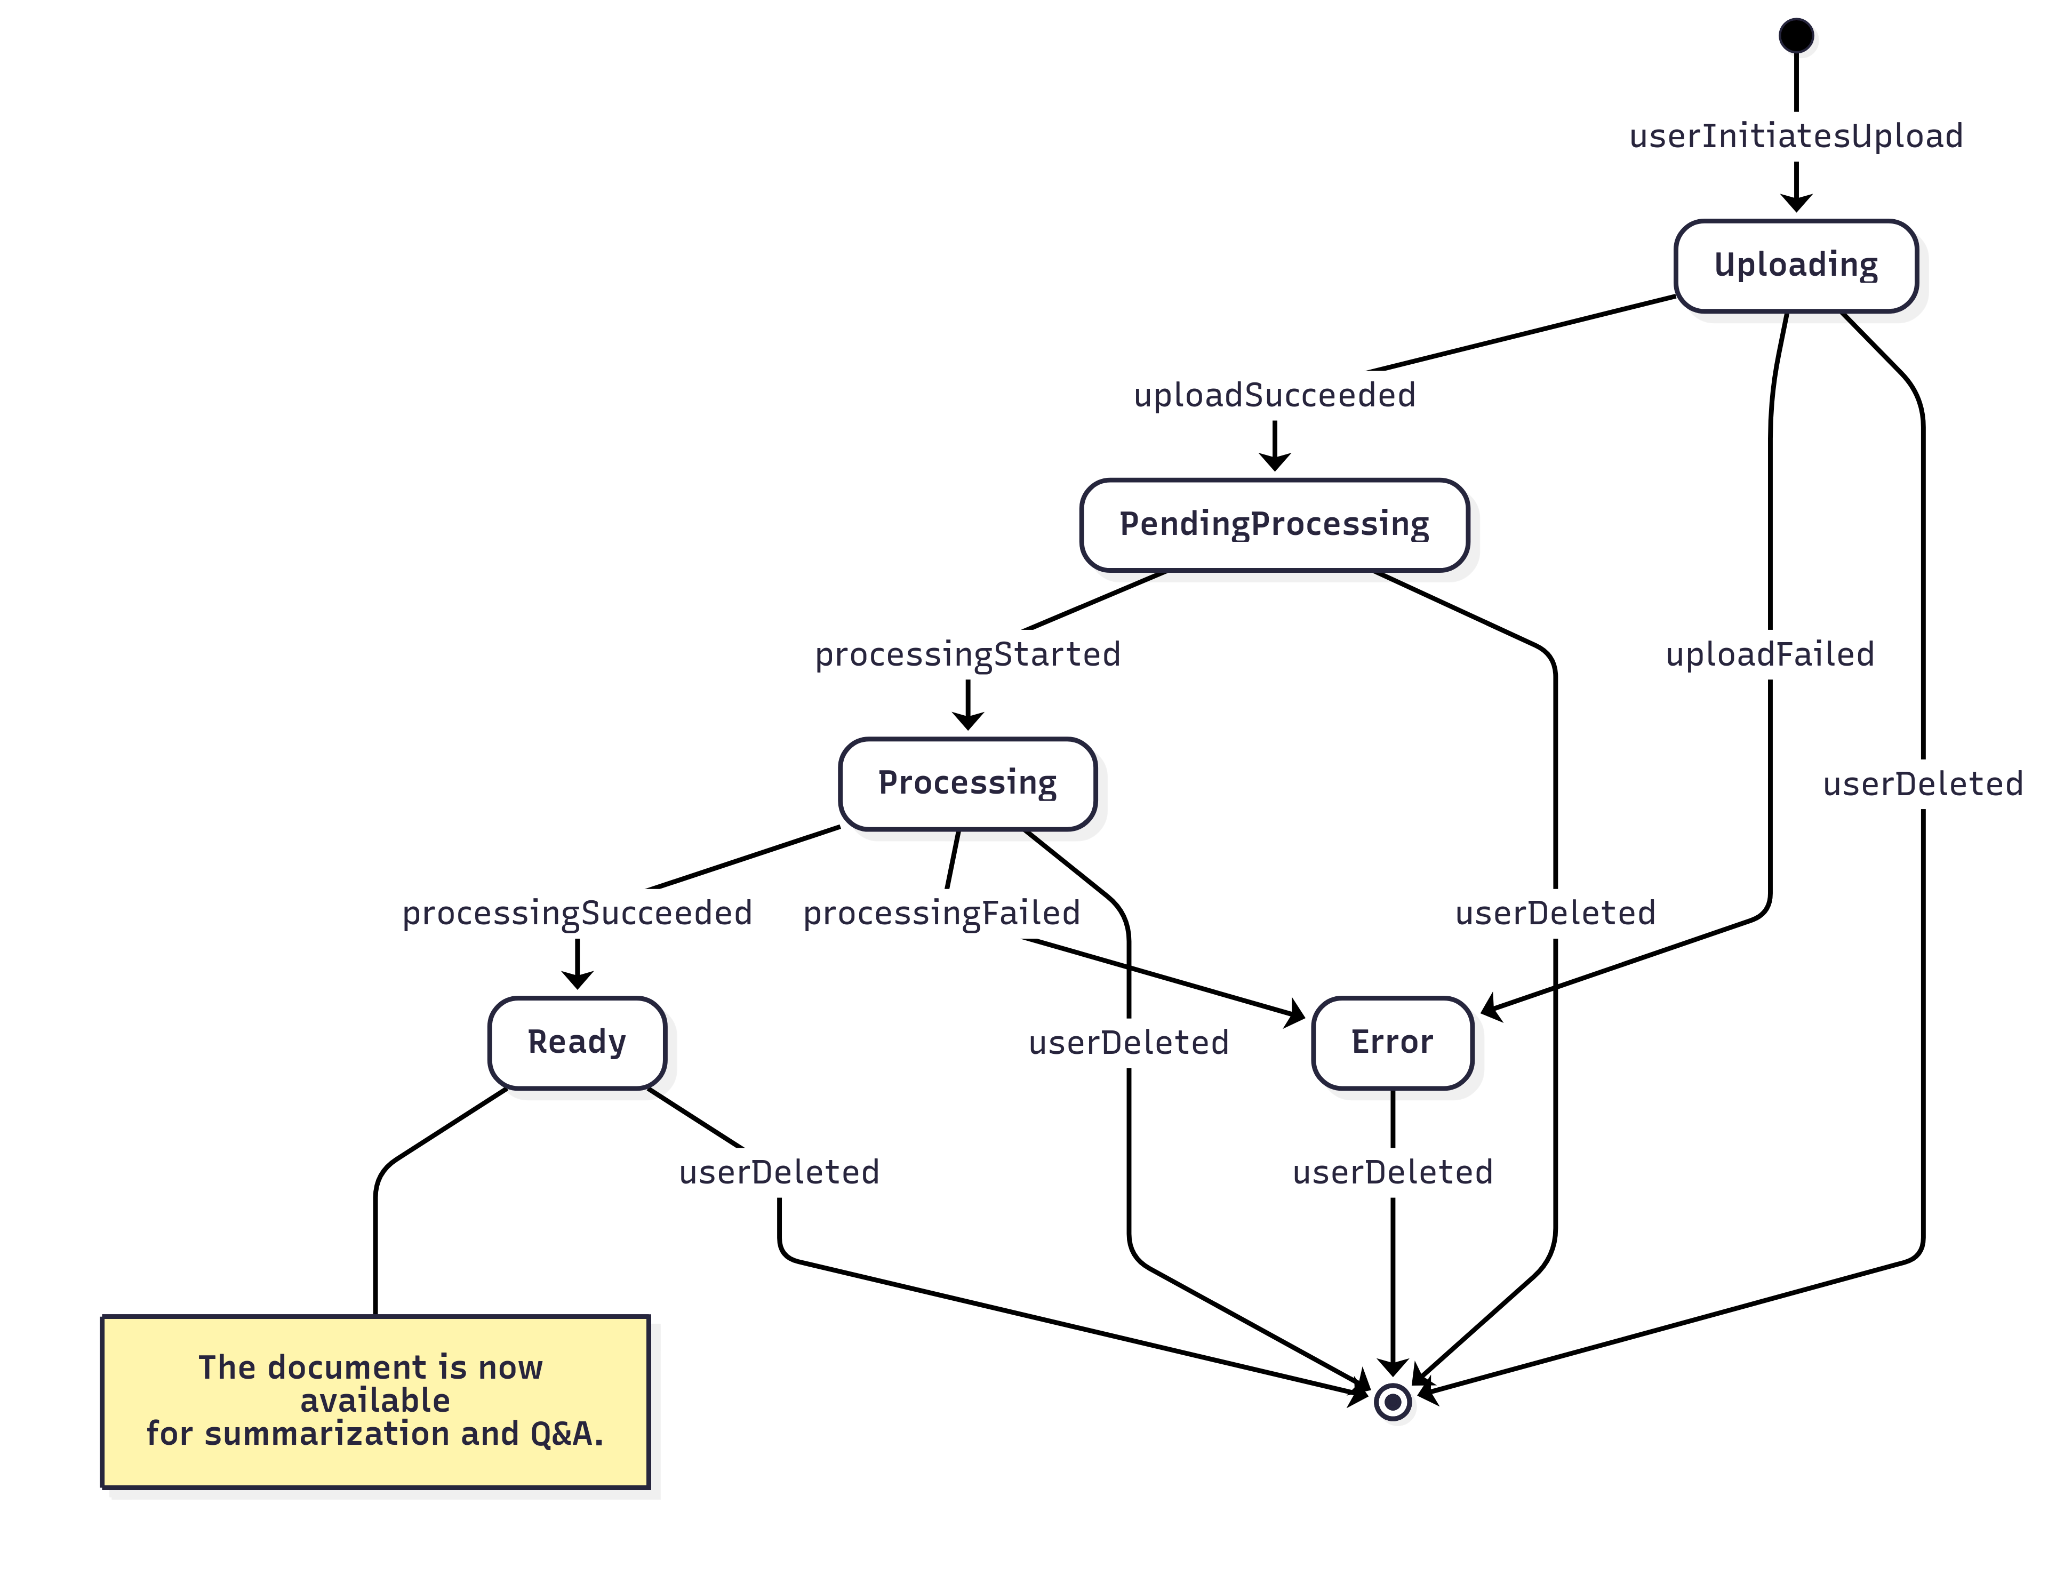 userInitiatesUpload
Uploading
uploadSucceeded
PendingProcessing
processingStarted
uploadFailed
Processing
userDeleted
processingSucceeded
processingFailed
userDeleted
Ready
userDeleted
Error
userDeleted
userDeleted
The document is now
available
for summarization and Q&A.